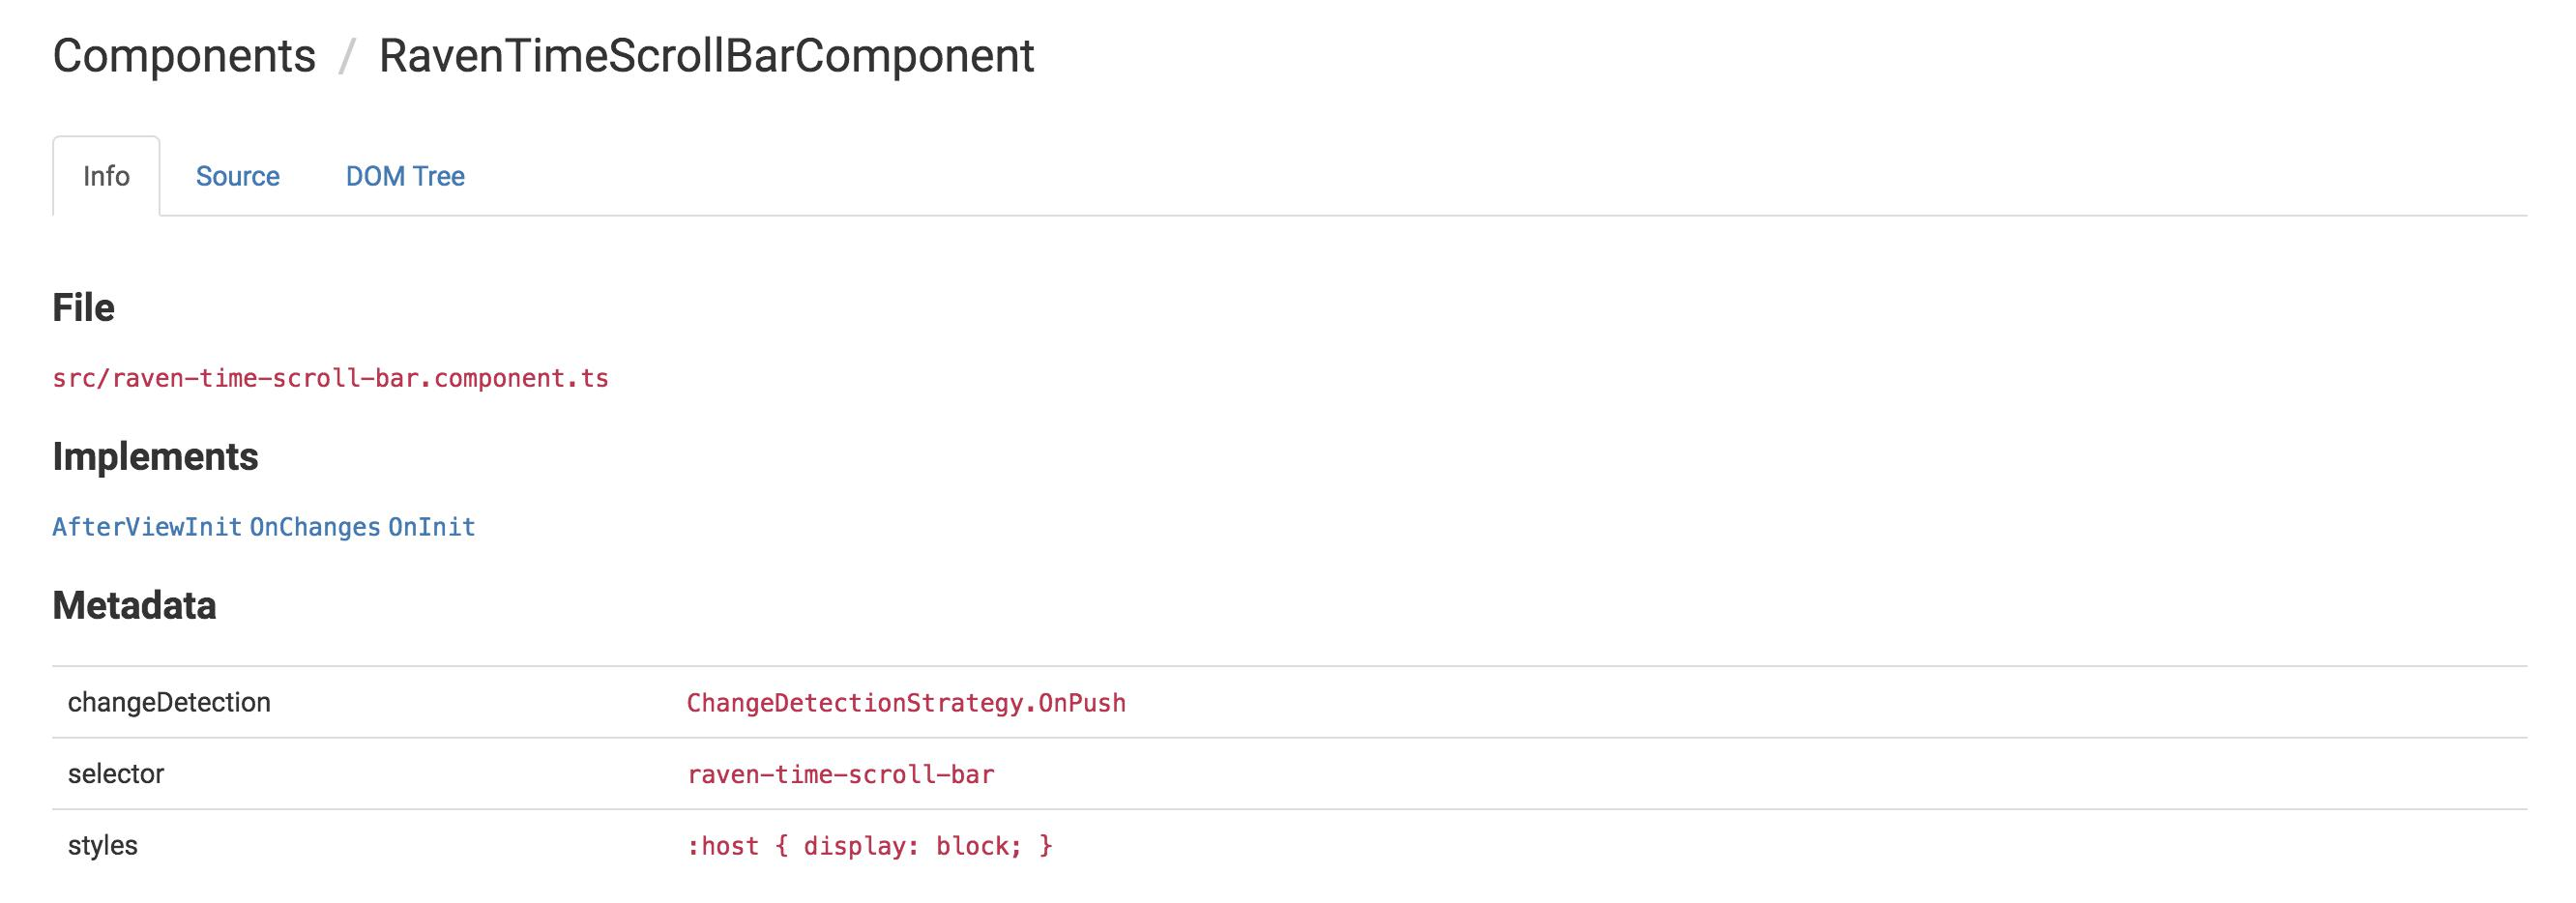 Components / RavenTimeScrollBarComponent
Info Source DOM Tree
File
src/raven-time-scroll-bar.component.ts
Implements
AfterViewInit OnChanges OnInit
Metadata
changeDetection ChangeDetectionStrategy.OnPush
selector raven-time-scroll-bar
styles :host { display: block; }